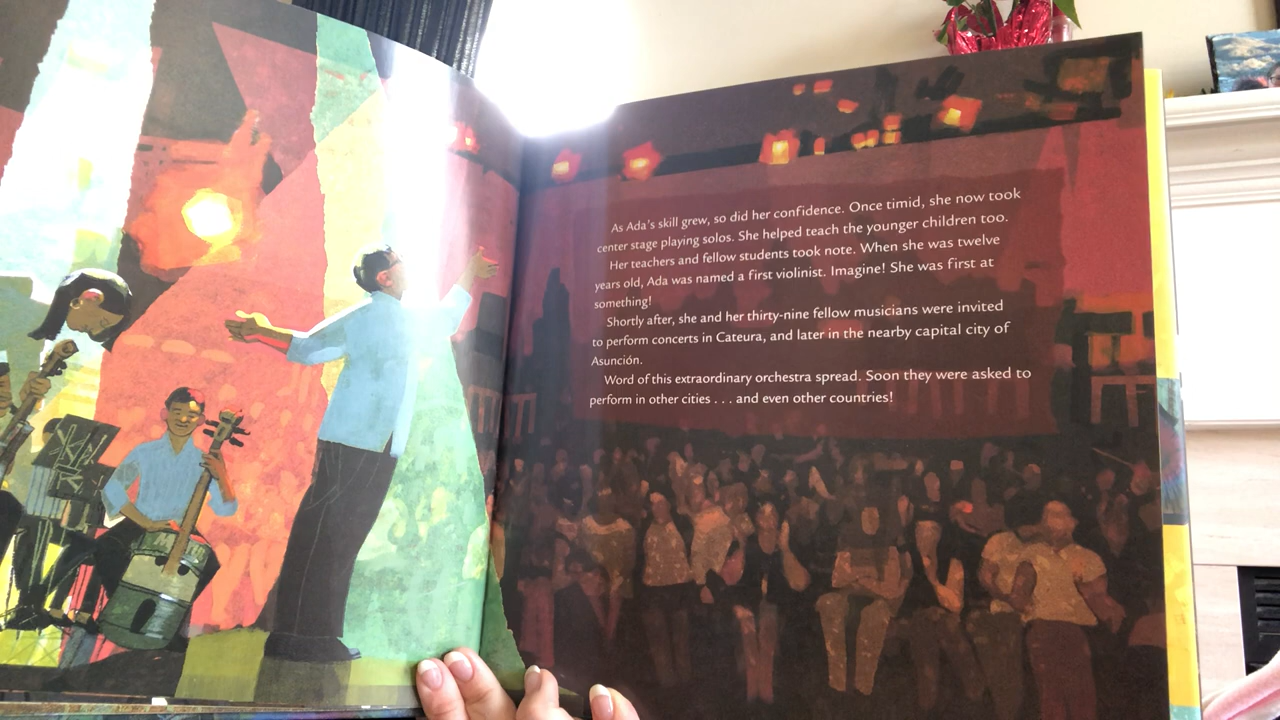 As Ada's skill grew, so did her confidence. Once timid, she now took
center stage playing solos. She helped teach the younger children too.
Her teachers and fellow students took note. When she was twelve
years old, Ada was named a first violinist. Imagine! She was first at
something!
Shortly after, she and her thirty-nine fellow musicians were invited
to perform concerts in Cateura, and later in the nearby capital city of
Asunción.
Word of this extraordinary orchestra spread. Soon they were asked to
perform in other cities . . . and even other countries!